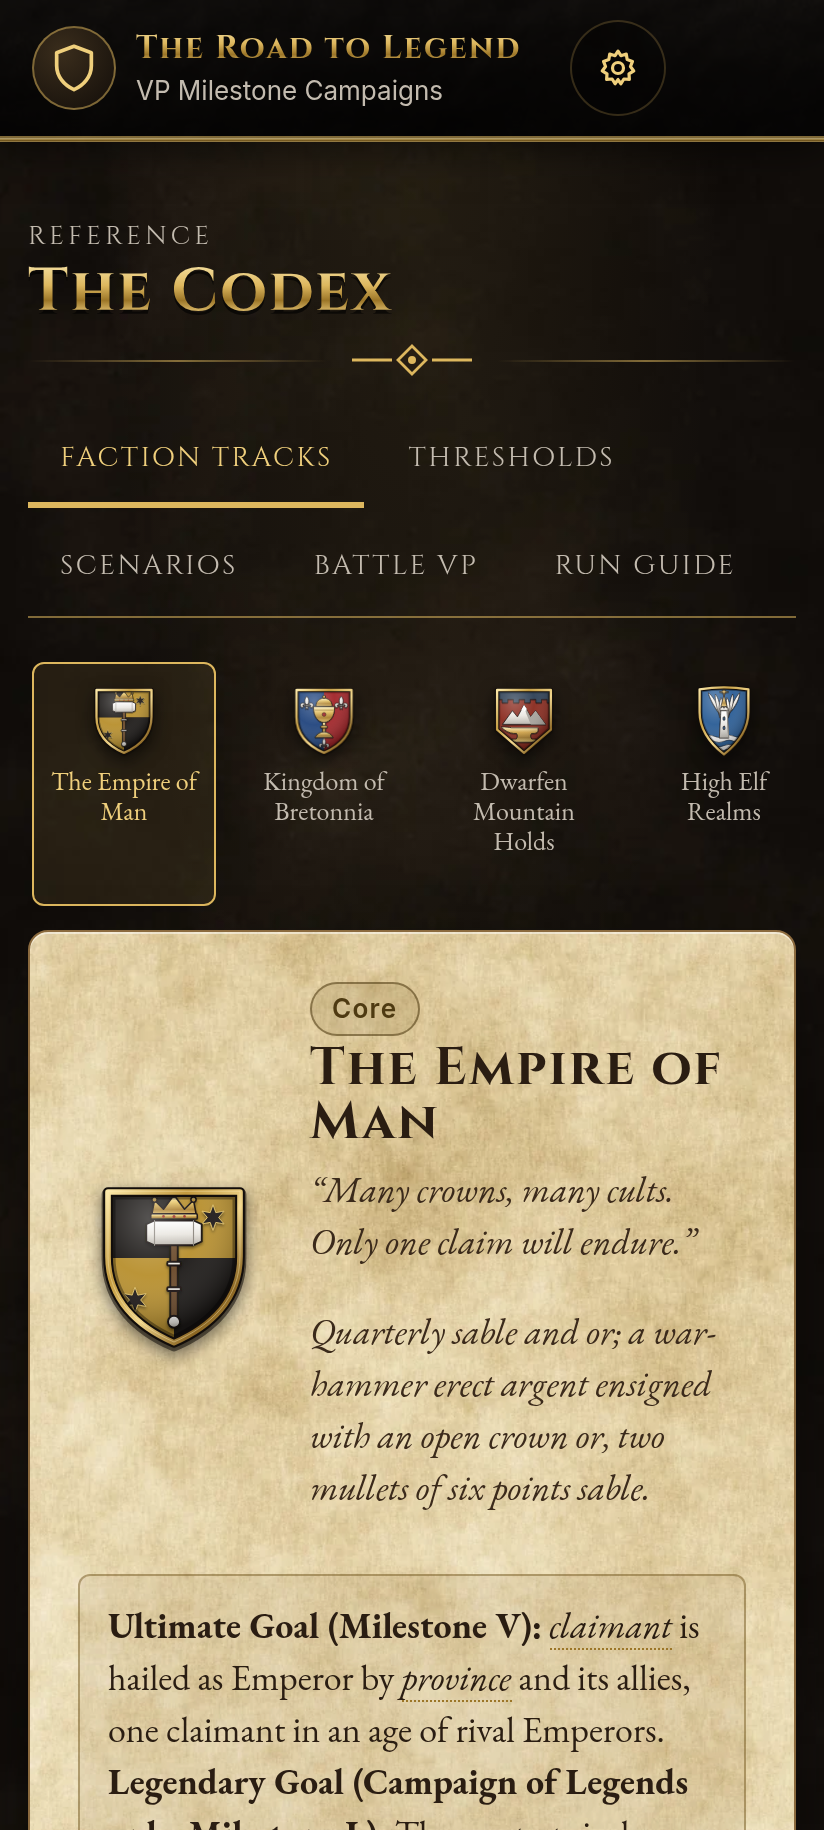 The Road to Legend
VP Milestone Campaigns
REFERENCE
The Codex
FACTION TRACKS
THRESHOLDS
SCENARIOS
BATTLE VP
RUN GUIDE
The Empire of
Man
Kingdom of
Bretonnia
Dwarfen
Mountain
Holds
High Elf
Realms
Core
The Empire of
Man
“Many crowns, many cults.
Only one claim will endure.”
Quarterly sable and or; a war-
hammer erect argent ensigned
with an open crown or, two
mullets of six points sable.
Ultimate Goal (Milestone V): claimant is
hailed as Emperor by province and its allies,
one claimant in an age of rival Emperors.
Legendary Goal (Campaign of Legends